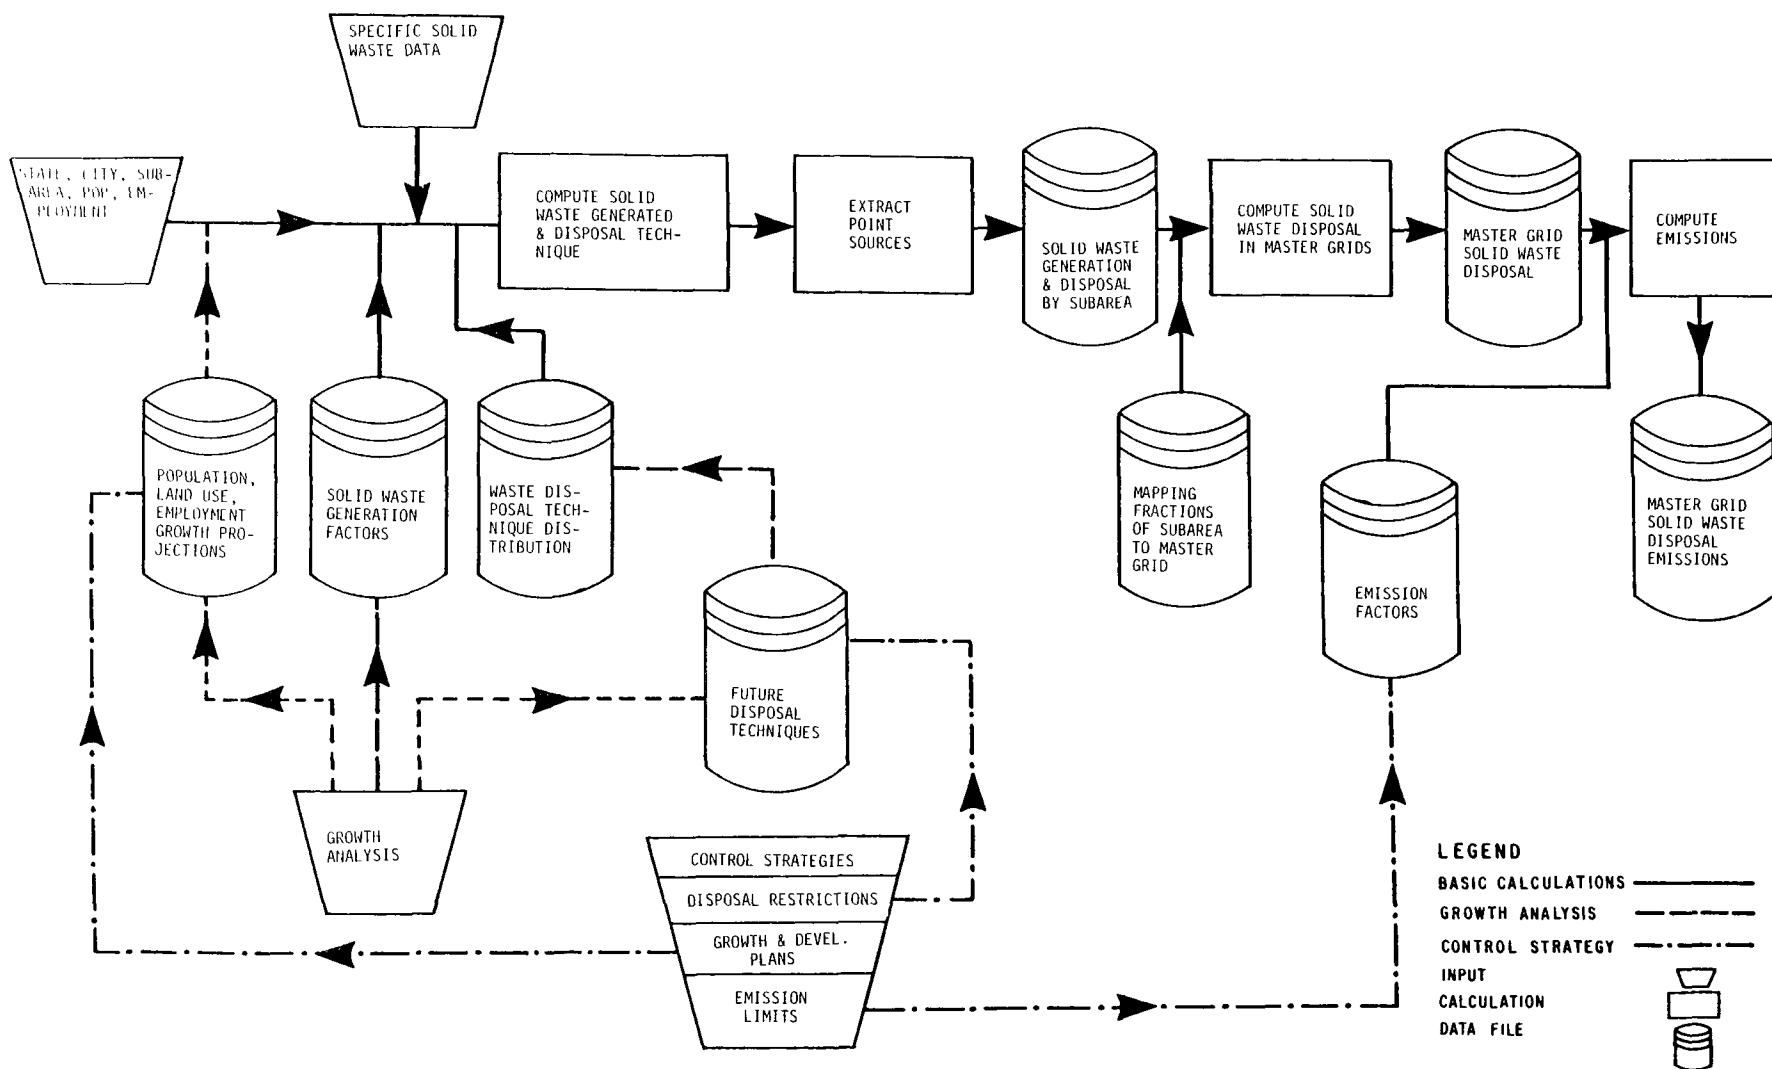 SPECIFIC SOLID
WASTE DATA
STATE, CITY, SUB-
AREA, POP, EM-
PLOYMENT
COMPUTE SOLID
WASTE GENERATED
& DISPOSAL TECH-
NIQUE
EXTRACT
POINT
SOURCES
SOLID WASTE
GENERATION
& DISPOSAL
BY SUBAREA
COMPUTE SOLID
WASTE DISPOSAL
IN MASTER GRIDS
MASTER GRID
SOLID WASTE
DISPOSAL
COMPUTE
EMISSIONS
POPULATION,
LAND USE,
EMPLOYMENT
GROWTH PRO-
JECTIONS
SOLID WASTE
GENERATION
FACTORS
WASTE DIS-
POSAL TECH-
NIQUE DIS-
TRIBUTION
MAPPING
FRACTIONS
OF SUBAREA
TO MASTER
GRID
EMISSION
FACTORS
MASTER GRID
SOLID WASTE
DISPOSAL
EMISSIONS
FUTURE
DISPOSAL
TECHNIQUES
GROWTH
ANALYSIS
CONTROL STRATEGIES
DISPOSAL RESTRICTIONS
GROWTH & DEVEL.
PLANS
EMISSION
LIMITS
LEGEND
BASIC CALCULATIONS
GROWTH ANALYSIS
CONTROL STRATEGY
INPUT
CALCULATION
DATA FILE